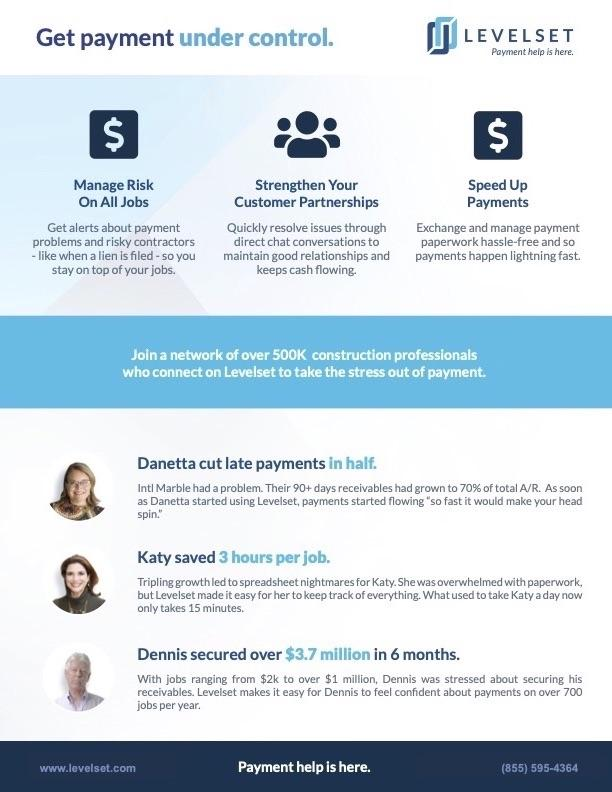 Get payment under control.
LEVELSET
Payment help is here.
Manage Risk
On All Jobs
Get alerts about payment
problems and risky contractors
- like when a lien is filed - so you
stay on top of your jobs.
Strengthen Your
Customer Partnerships
Quickly resolve issues through
direct chat conversations to
maintain good relationships and
keeps cash flowing.
Speed Up
Payments
Exchange and manage payment
paperwork hassle-free and so
payments happen lightning fast.
Join a network of over 500K construction professionals
who connect on Levelset to take the stress out of payment.
Danetta cut late payments in half.
Intl Marble had a problem. Their 90+ days receivables had grown to 70% of total A/R. As soon
as Danetta started using Levelset, payments started flowing “so fast it would make your head
spin.”
Katy saved 3 hours per job.
Tripling growth led to spreadsheet nightmares for Katy. She was overwhelmed with paperwork,
but Levelset made it easy for her to keep track of everything. What used to take Katy a day now
only takes 15 minutes.
Dennis secured over $3.7 million in 6 months.
With jobs ranging from $2k to over $1 million, Dennis was stressed about securing his
receivables. Levelset makes it easy for Dennis to feel confident about payments on over 700
jobs per year.
www.levelset.com
Payment help is here.
(855) 595-4364